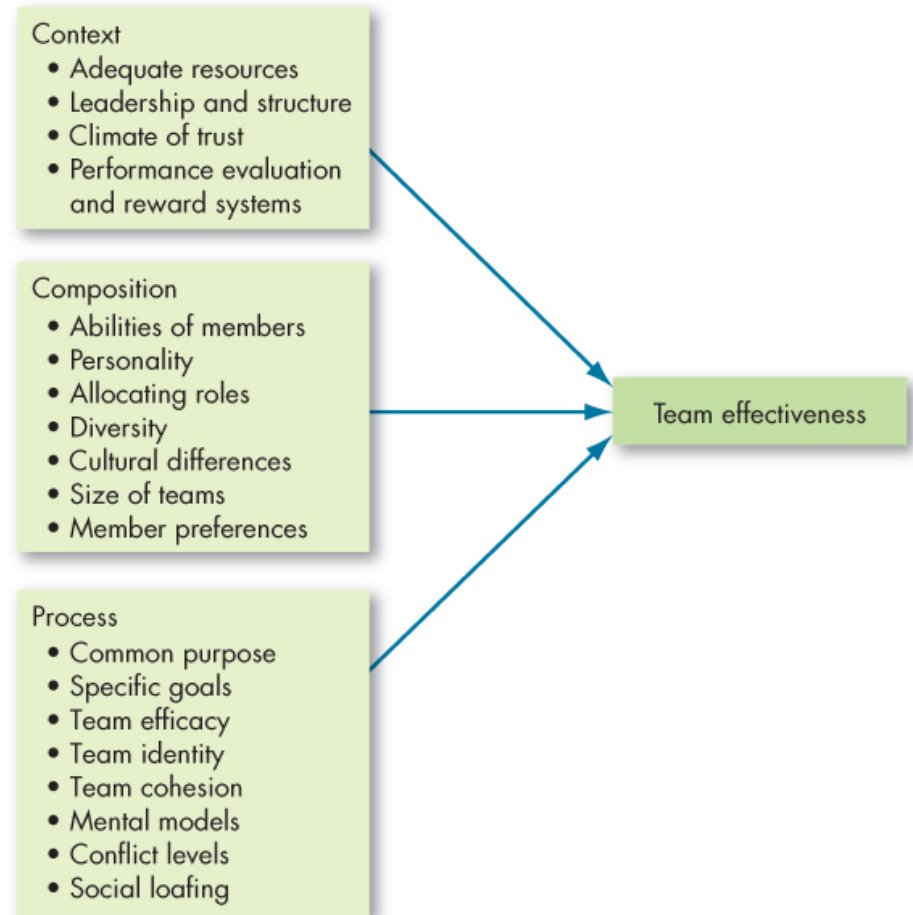 Context
• Adequate resources
• Leadership and structure
• Climate of trust
• Performance evaluation
and reward systems
Composition
• Abilities of members
• Personality
• Allocating roles
• Diversity
• Cultural differences
• Size of teams
• Member preferences
Process
• Common purpose
• Specific goals
• Team efficacy
• Team identity
• Team cohesion
• Mental models
• Conflict levels
• Social loafing
Team effectiveness